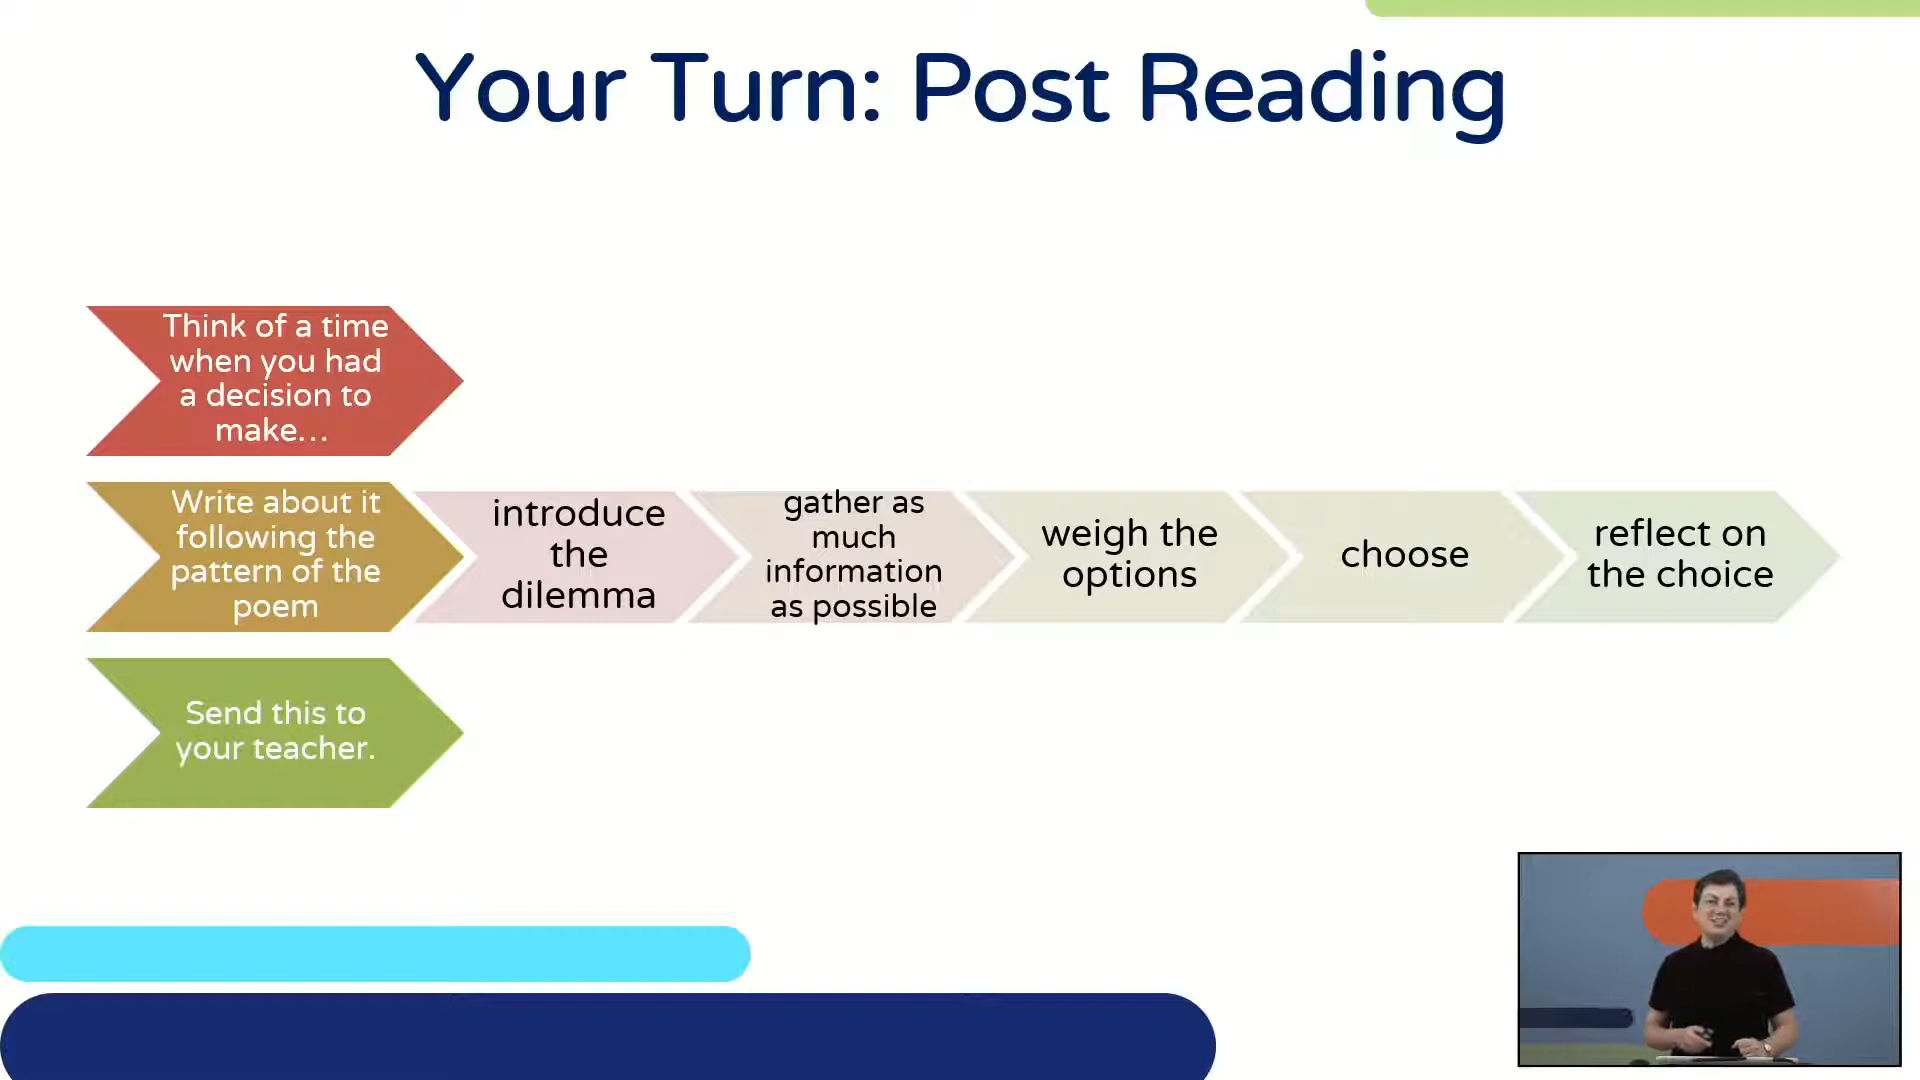 Your Turn: Post Reading
Think of a time
when you had
a decision to
make...
Write about it
following the
pattern of the
poem
introduce
the
dilemma
gather as
much
information
as possible
weigh the
options
choose
reflect on
the choice
Send this to
your teacher.